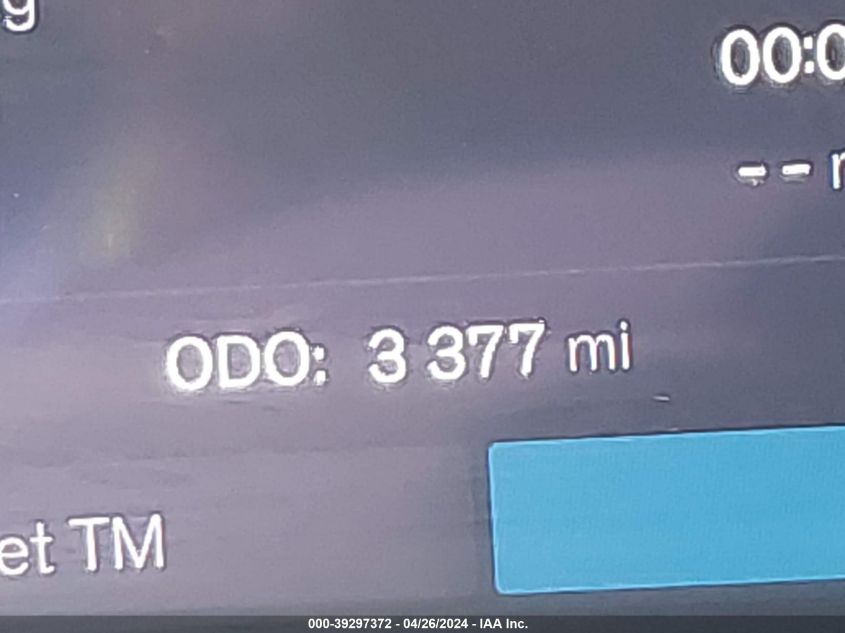 g
00:0
-- r
ODO: 3 377 mi
et TM
000-39297372 - 04/26/2024 - IAA Inc.